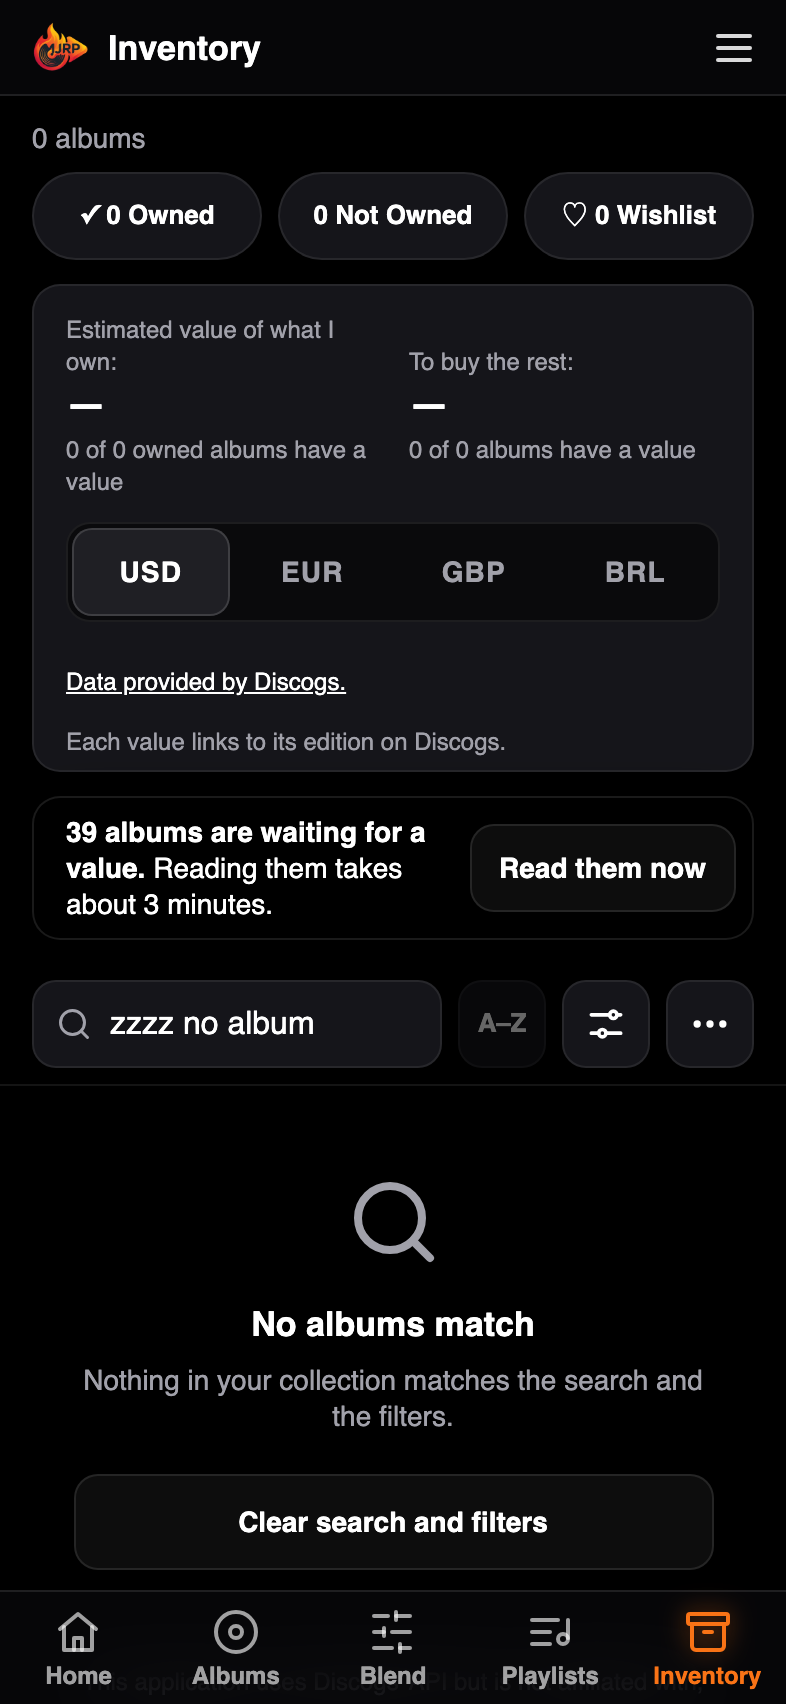 JRP
Inventory
0 albums
✓ 0 Owned
0 Not Owned
♡ 0 Wishlist
Estimated value of what I
own:
—
0 of 0 owned albums have a
value
To buy the rest:
—
0 of 0 albums have a value
USD
EUR
GBP
BRL
Data provided by Discogs.
Each value links to its edition on Discogs.
39 albums are waiting for a
value. Reading them takes
about 3 minutes.
Read them now
zzzz no album
A–Z
No albums match
Nothing in your collection matches the search and
the filters.
Clear search and filters
Home
Albums
Blend
Playlists
Inventory